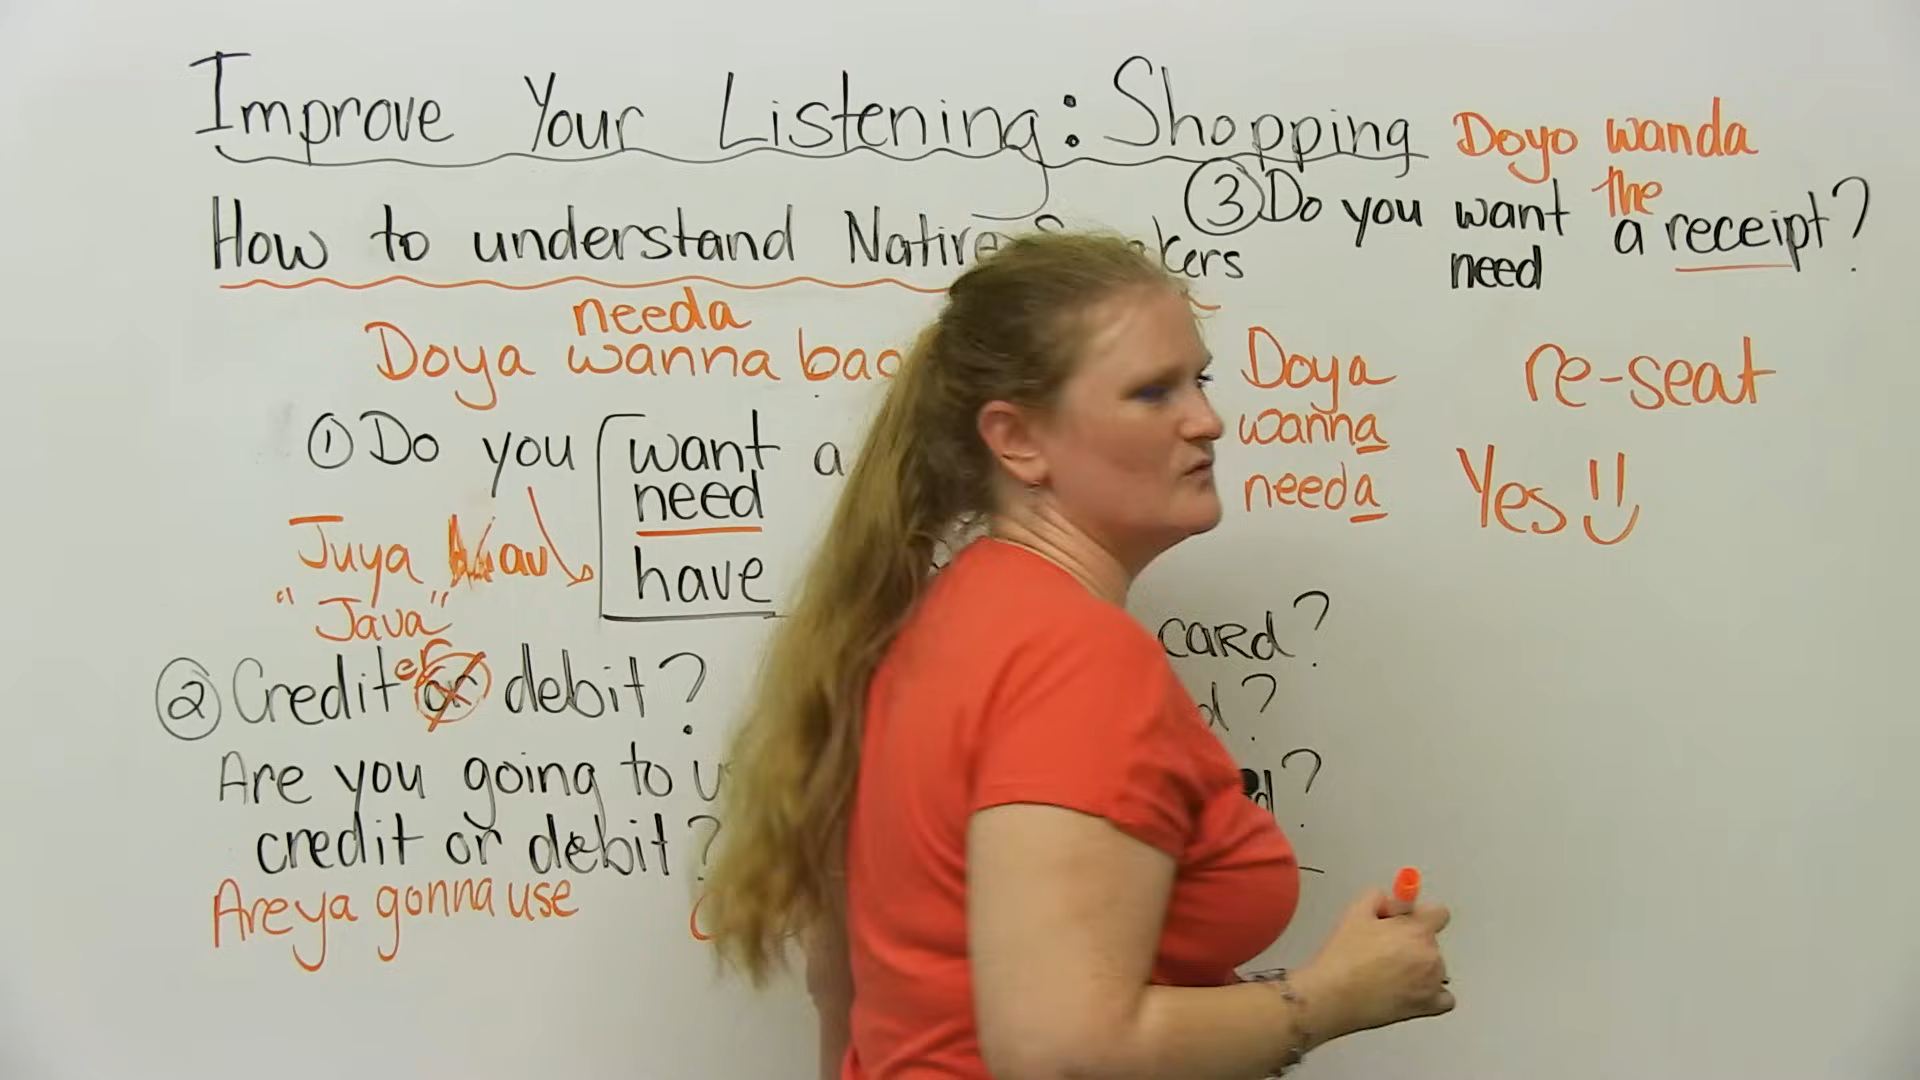 Improve Your Listening: Shopping
How to understand Native
needa
Doya wanna
① Do you want a
need
have
Juya
"Java"
② Credit or debit?
er
Are you going to
credit or debit?
Areya gonna use
Doyo wanda
the
③ Do you want a receipt?
need
Doya
wanna
needa
re-seat
Yes
card?